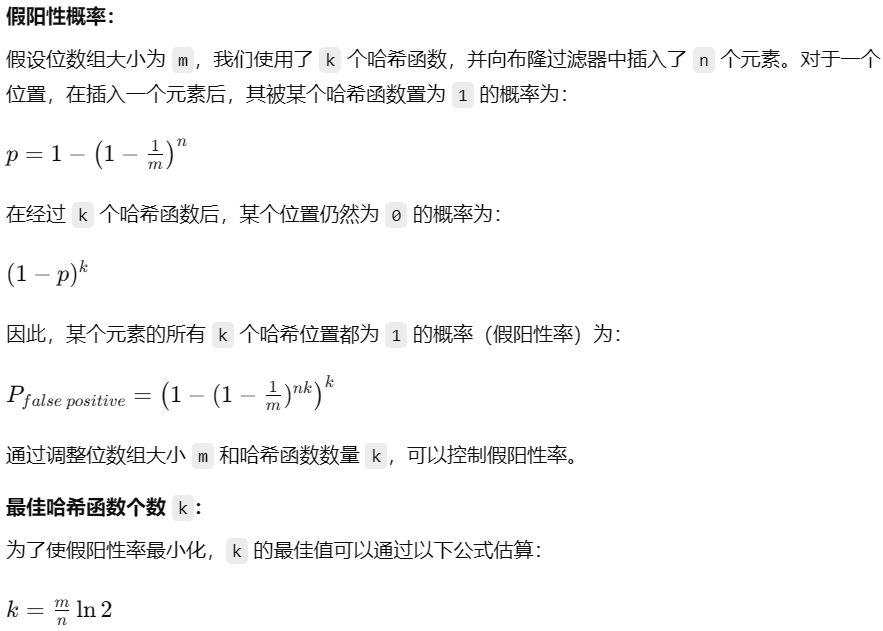 假阳性概率：
假设位数组大小为 m，我们使用了 k 个哈希函数，并向布隆过滤器中插入了 n 个元素。对于一个
位置，在插入一个元素后，其被某个哈希函数置为 1 的概率为：
p = 1 − (1 − 1/m)^n
在经过 k 个哈希函数后，某个位置仍然为 0 的概率为：
(1 − p)^k
因此，某个元素的所有 k 个哈希位置都为 1 的概率（假阳性率）为：
P_{false positive} = (1 − (1 − 1/m)^{nk})^k
通过调整位数组大小 m 和哈希函数数量 k，可以控制假阳性率。
最佳哈希函数个数 k：
为了使假阳性率最小化，k 的最佳值可以通过以下公式估算：
k = m/n ln 2